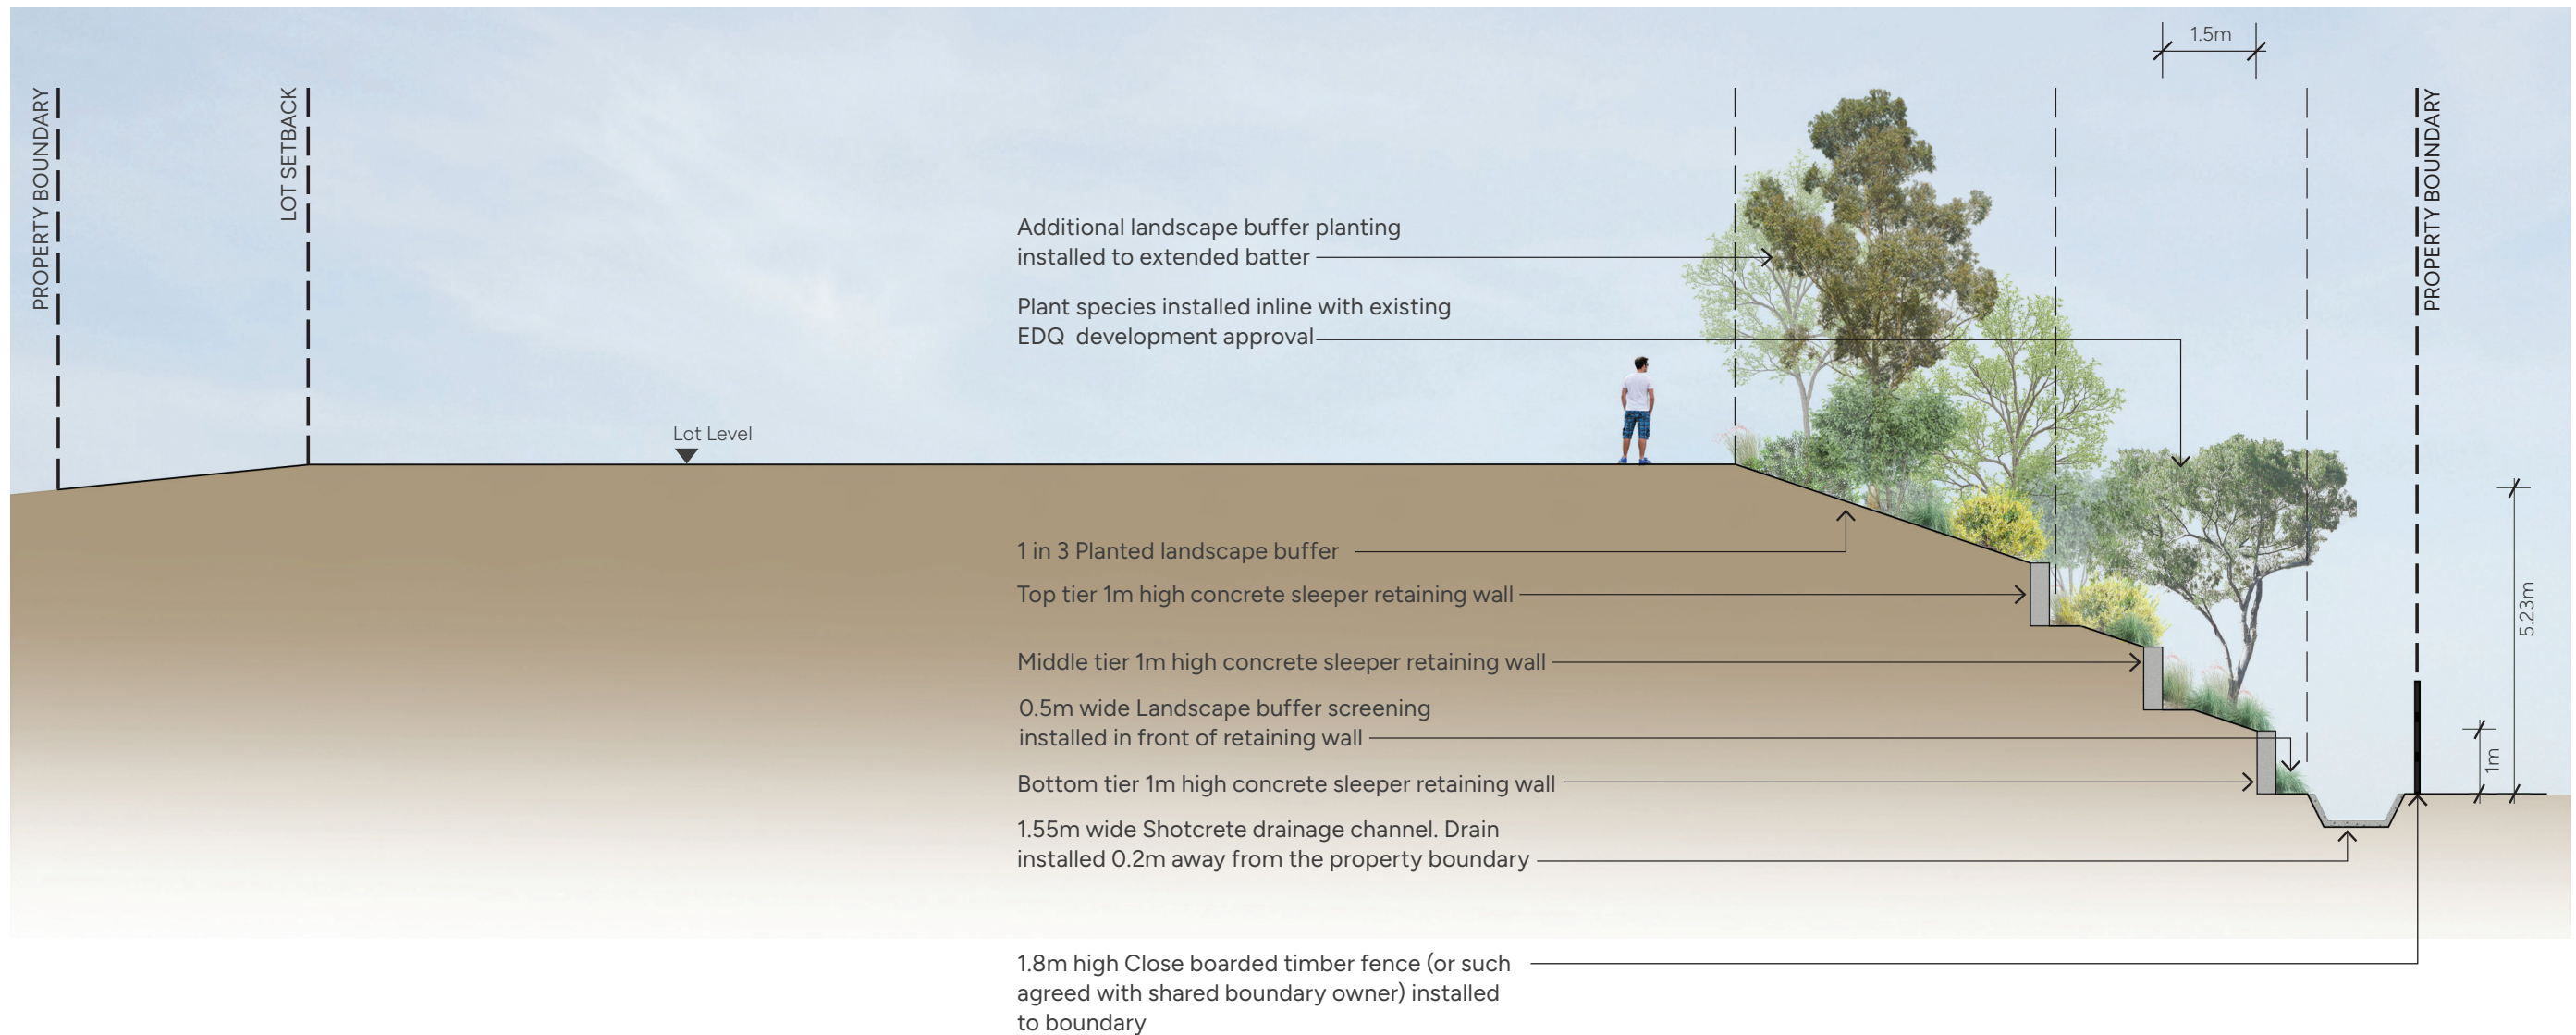 1.5m
PROPERTY BOUNDARY
LOT SETBACK
PROPERTY BOUNDARY
Additional landscape buffer planting
installed to extended batter
Plant species installed inline with existing
EDQ development approval
Lot Level
1 in 3 Planted landscape buffer
Top tier 1m high concrete sleeper retaining wall
5.23m
Middle tier 1m high concrete sleeper retaining wall
0.5m wide Landscape buffer screening
installed in front of retaining wall
1m
Bottom tier 1m high concrete sleeper retaining wall
1.55m wide Shotcrete drainage channel. Drain
installed 0.2m away from the property boundary
1.8m high Close boarded timber fence (or such
agreed with shared boundary owner) installed
to boundary